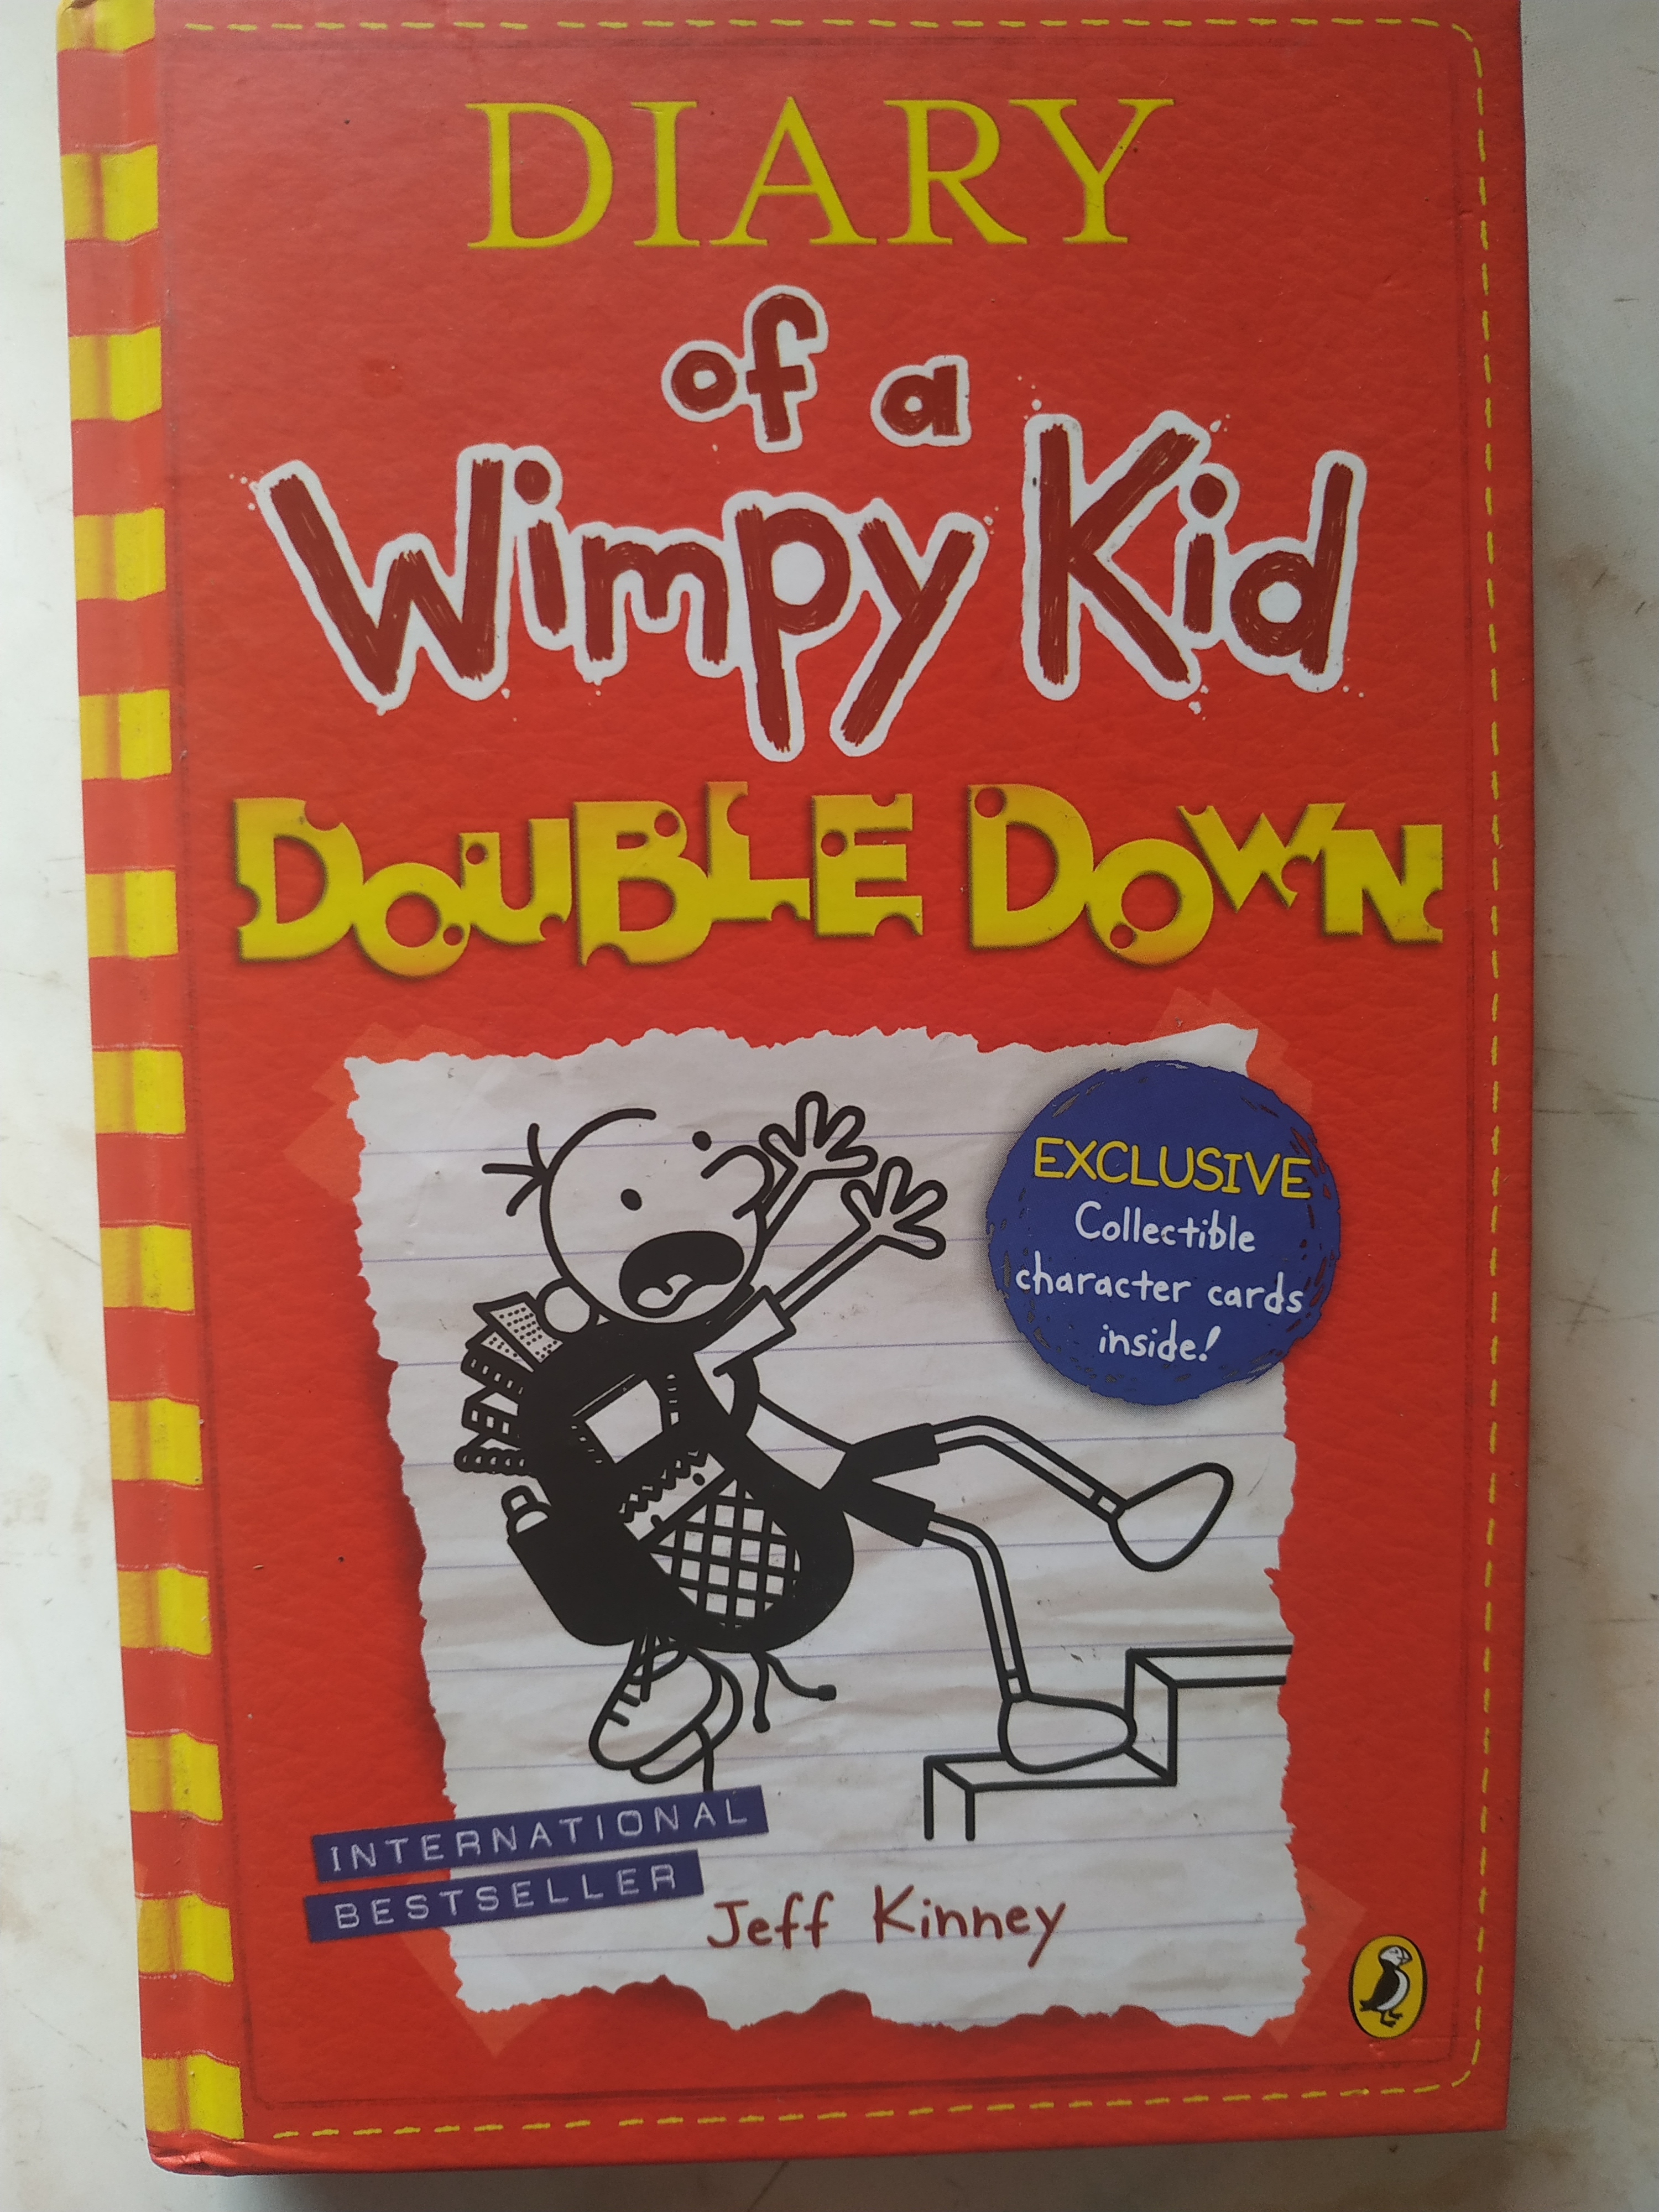 DIARY
of a
Wimpy Kid
DOUBLE DOWN
EXCLUSIVE
Collectible
character cards
inside!
INTERNATIONAL
BESTSELLER
Jeff Kinney